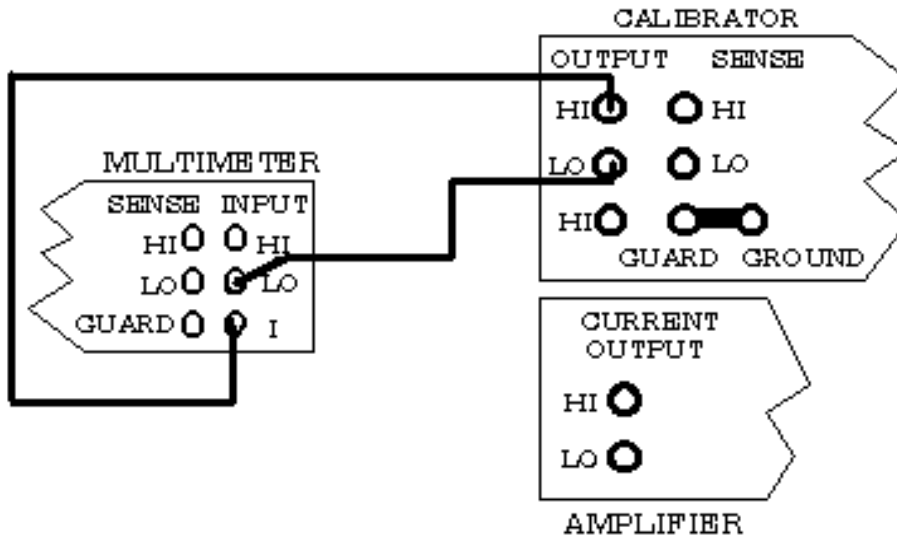 CALIBRATOR
OUTPUT SENSE
HI HI
LO LO
HI
GUARD GROUND
MULTIMETER
SENSE INPUT
HI HI
LO LO
GUARD I
CURRENT
OUTPUT
HI
LO
AMPLIFIER